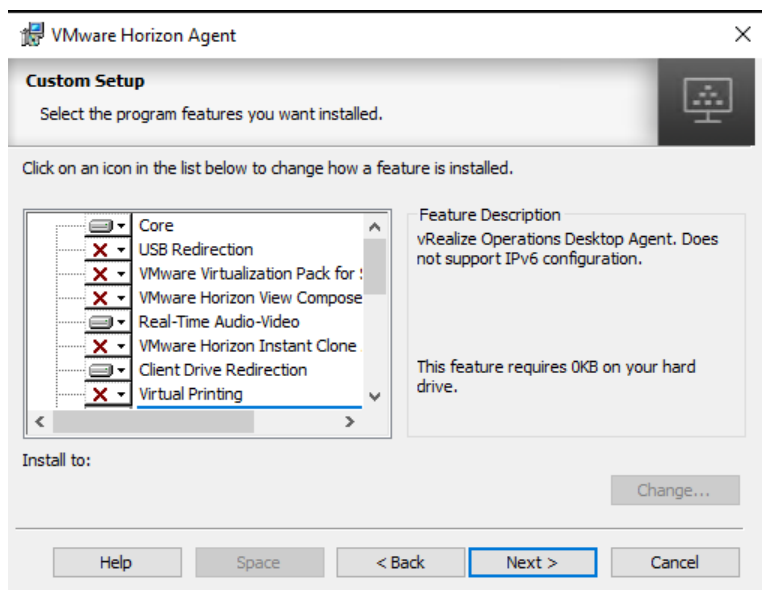 VMware Horizon Agent
Custom Setup
Select the program features you want installed.
Click on an icon in the list below to change how a feature is installed.
Core
USB Redirection
VMware Virtualization Pack for
VMware Horizon View Compose
Real-Time Audio-Video
VMware Horizon Instant Clone
Client Drive Redirection
Virtual Printing
Feature Description
vRealize Operations Desktop Agent. Does
not support IPv6 configuration.
This feature requires 0KB on your hard
drive.
Install to:
Change...
Help
Space
< Back
Next >
Cancel